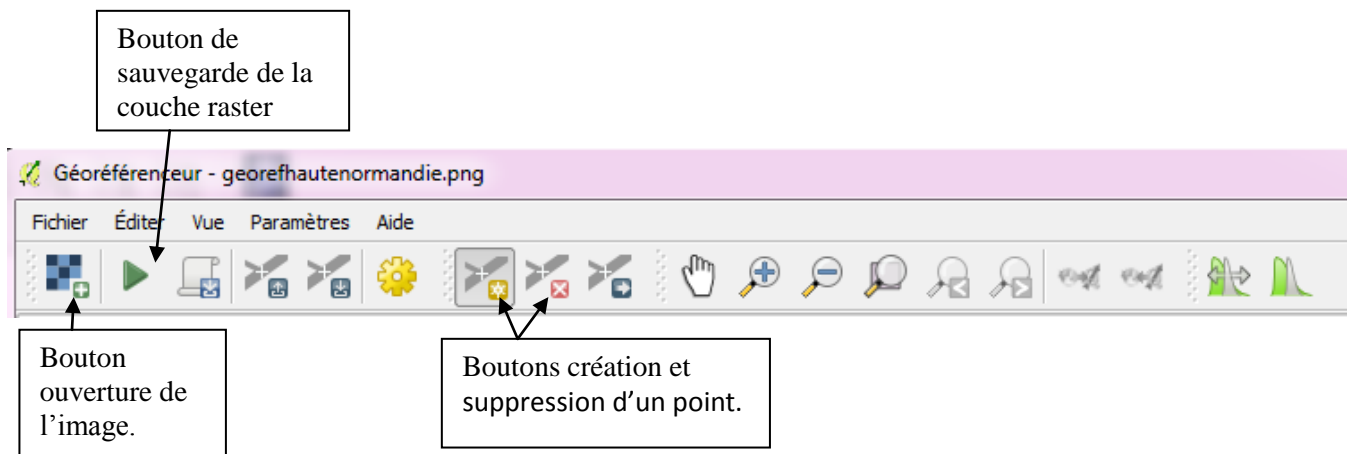 Bouton de
sauvegarde de la
couche raster
Géoréférenceur - georefhautenormandie.png
Fichier Éditer Vue Paramètres Aide
Bouton
ouverture de
l’image.
Boutons création et
suppression d’un point.